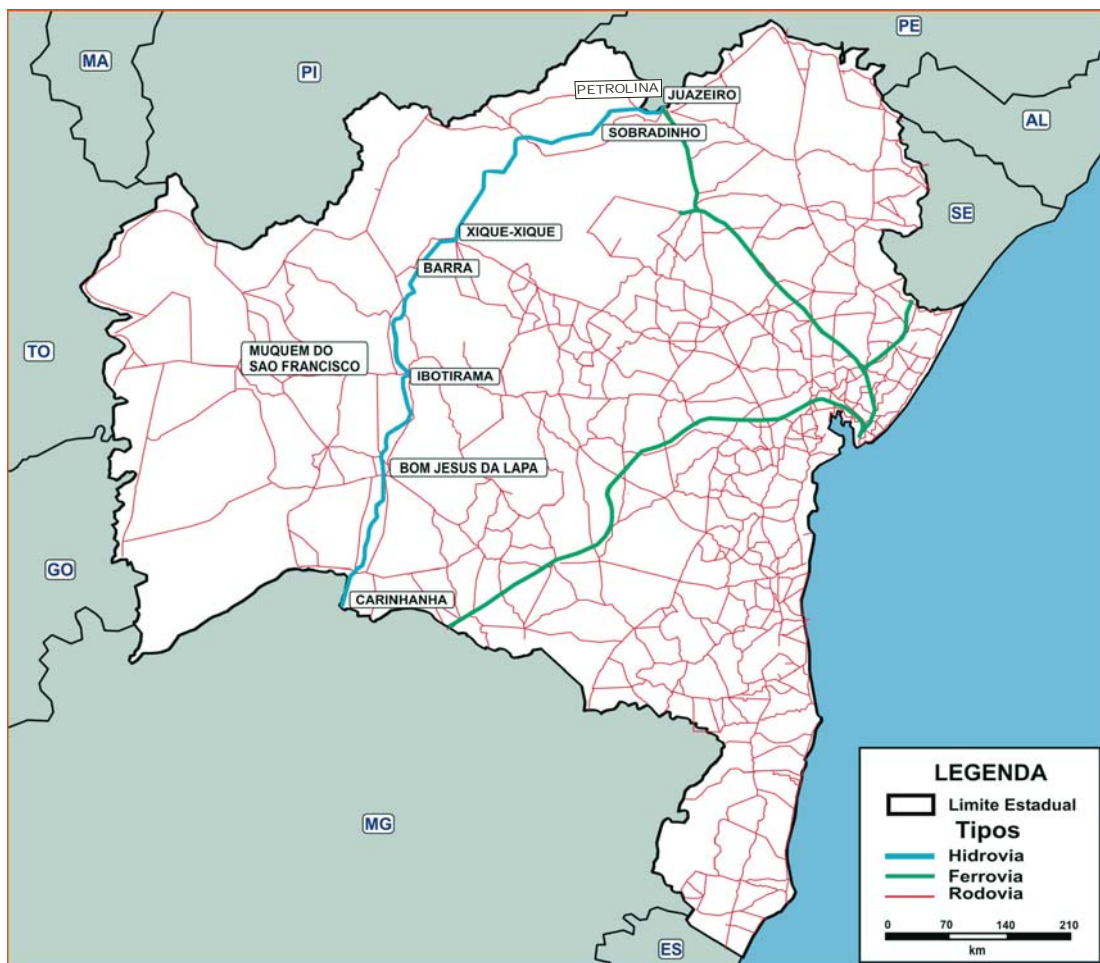 PE
MA
PI
PETROLINA
JUAZEIRO
AL
SOBRADINHO
SE
XIQUE-XIQUE
BARRA
TO
MUQUEM DO
SAO FRANCISCO
IBOTIRAMA
BOM JESUS DA LAPA
GO
CARINHANHA
MG
ES
LEGENDA
Limite Estadual
Tipos
Hidrovia
Ferrovia
Rodovia
0 70 140 210
km